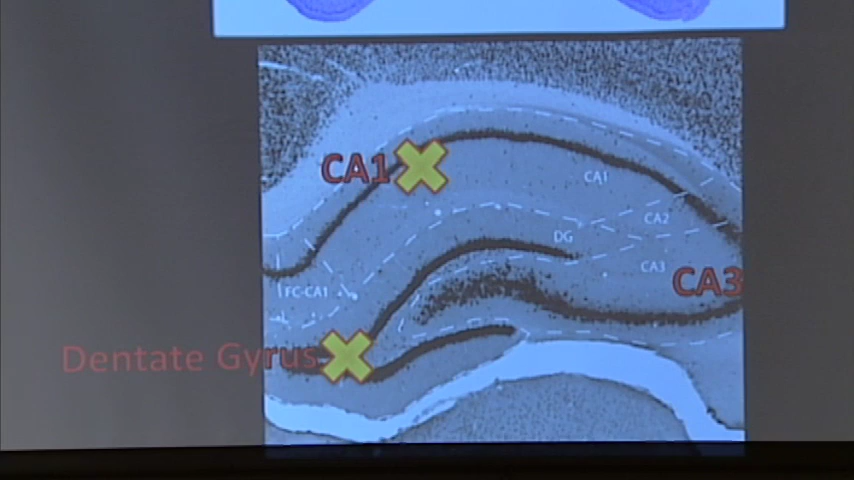 CA1
CA1
CA2
DG
CA3
CA3
FC-CA1
Dentate Gyrus